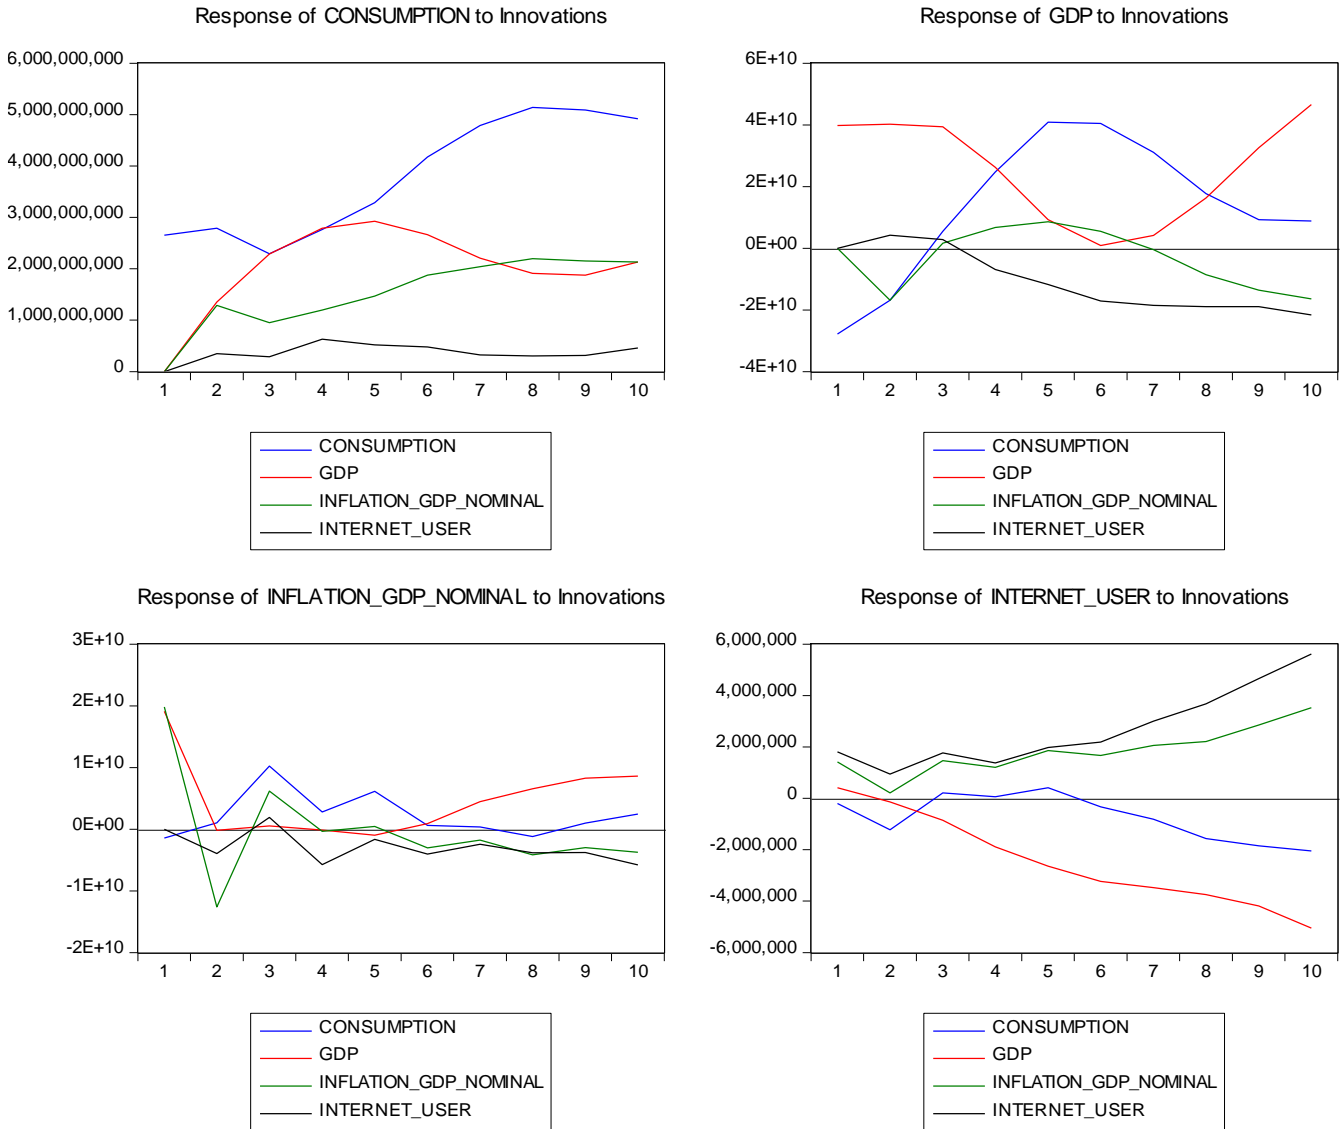 Response of CONSUMPTION to Innovations
6,000,000,000
5,000,000,000
4,000,000,000
3,000,000,000
2,000,000,000
1,000,000,000
0
1 2 3 4 5 6 7 8 9 10
CONSUMPTION
GDP
INFLATION_GDP_NOMINAL
INTERNET_USER
Response of GDP to Innovations
6E+10
4E+10
2E+10
0E+00
-2E+10
-4E+10
1 2 3 4 5 6 7 8 9 10
CONSUMPTION
GDP
INFLATION_GDP_NOMINAL
INTERNET_USER
Response of INFLATION_GDP_NOMINAL to Innovations
3E+10
2E+10
1E+10
0E+00
-1E+10
-2E+10
1 2 3 4 5 6 7 8 9 10
CONSUMPTION
GDP
INFLATION_GDP_NOMINAL
INTERNET_USER
Response of INTERNET_USER to Innovations
6,000,000
4,000,000
2,000,000
0
-2,000,000
-4,000,000
-6,000,000
1 2 3 4 5 6 7 8 9 10
CONSUMPTION
GDP
INFLATION_GDP_NOMINAL
INTERNET_USER